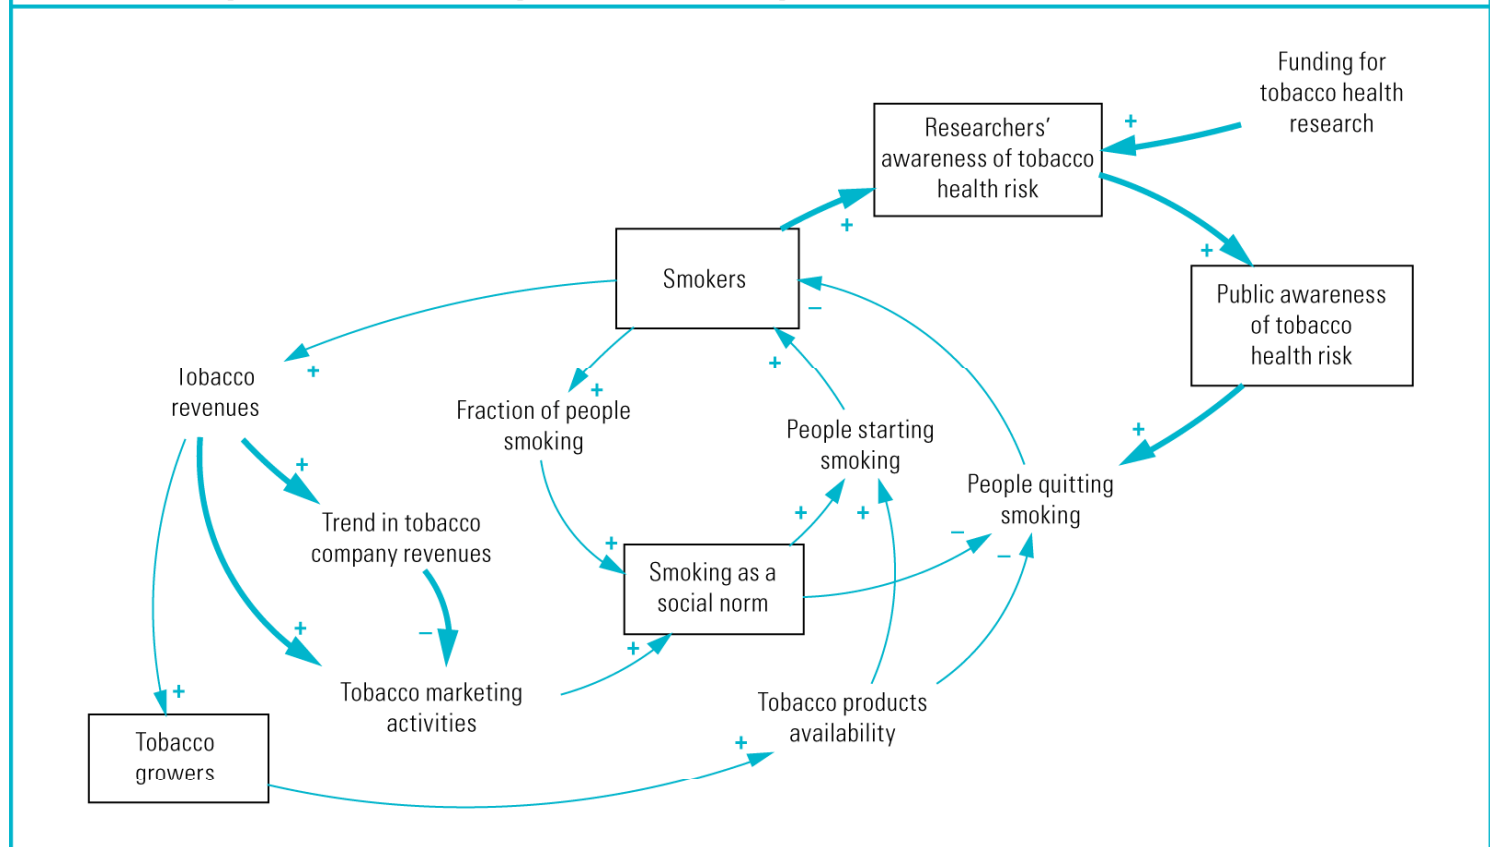 Funding for
tobacco health
research
+
Researchers’
awareness of tobacco
health risk
+
+
Smokers
–
Public awareness
of tobacco
health risk
+
+
+
Tobacco
revenues
Fraction of people
smoking
People starting
smoking
+
People quitting
smoking
+
Trend in tobacco
company revenues
+
+
–
–
+
Smoking as a
social norm
+
–
+
+
Tobacco marketing
activities
Tobacco products
availability
Tobacco
growers
+